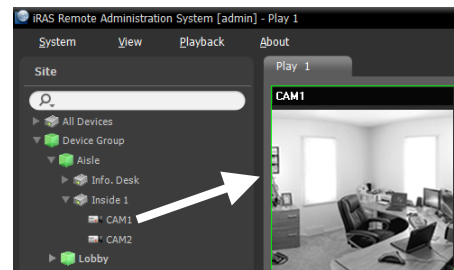 iRAS Remote Administration System [admin] - Play 1
System View Playback About
Site
Play 1
All Devices
Device Group
Aisle
Info. Desk
Inside 1
CAM1
CAM2
Lobby
CAM1